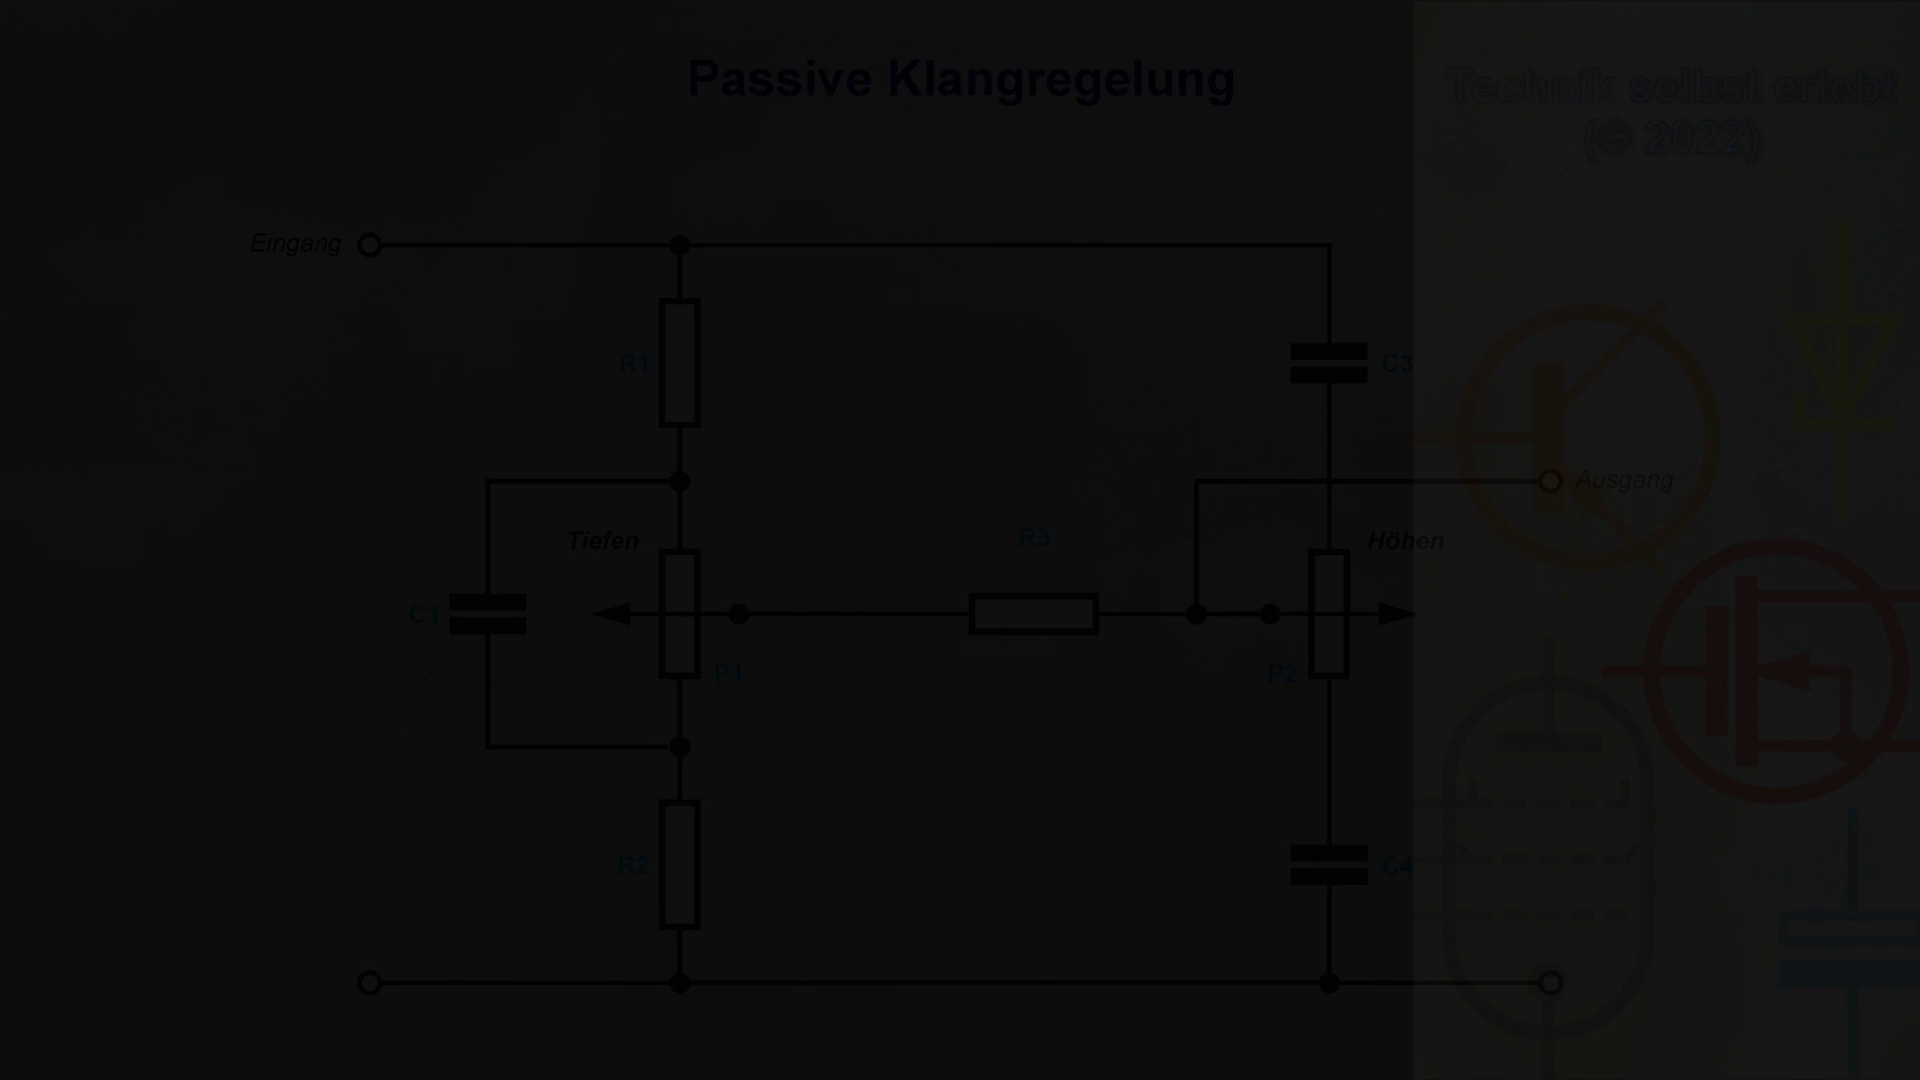 Passive Klangregelung
Technik selbst erlebt
(© 2022)
Eingang
R1
C3
Ausgang
Tiefen
R3
Höhen
C1
P1
P2
R2
C4